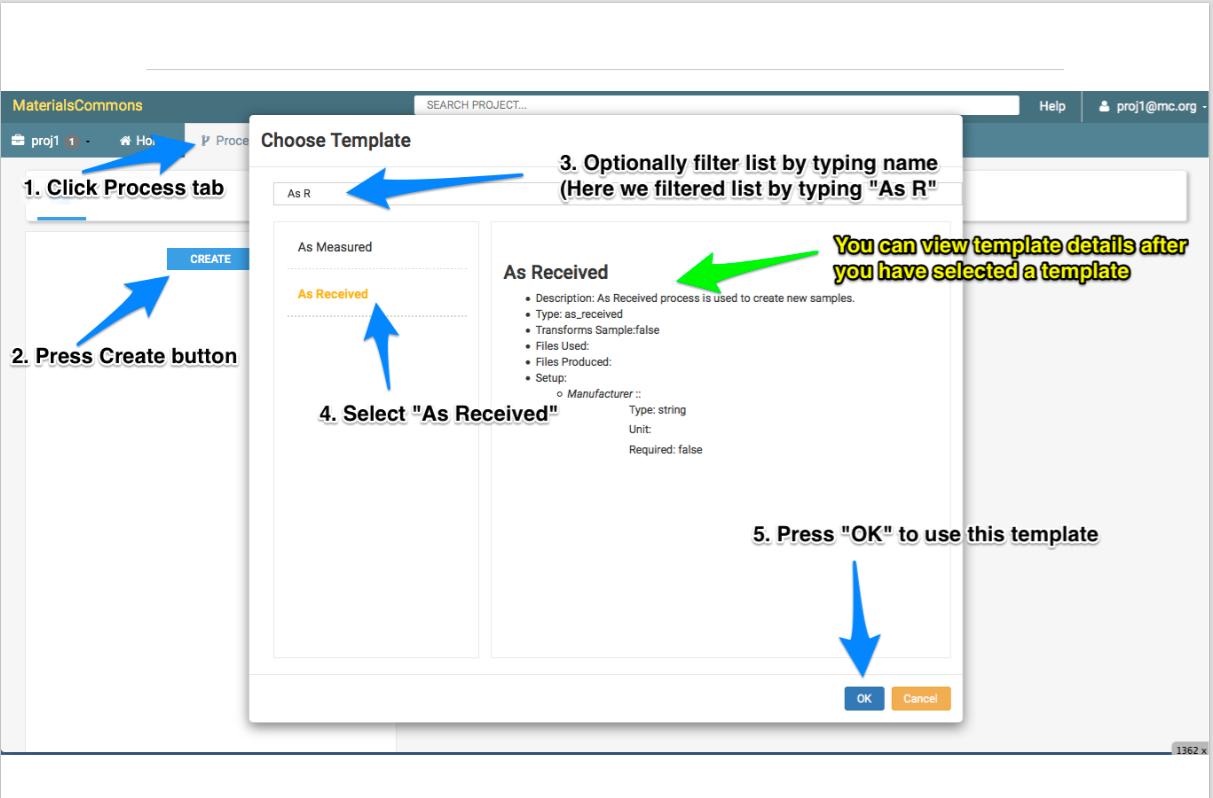 MaterialsCommons
SEARCH PROJECT...
Help
proj1@mc.org
proj1 1
Choose Template
3. Optionally filter list by typing name
(Here we filtered list by typing "As R"
1. Click Process tab
As R
As Measured
As Received
CREATE
2. Press Create button
4. Select "As Received"
You can view template details after
you have selected a template
As Received
• Description: As Received process is used to create new samples.
• Type: as_received
• Transforms Sample:false
• Files Used:
• Files Produced:
• Setup:
Manufacturer ::
Type: string
Unit:
Required: false
5. Press "OK" to use this template
OK
Cancel
1362 x